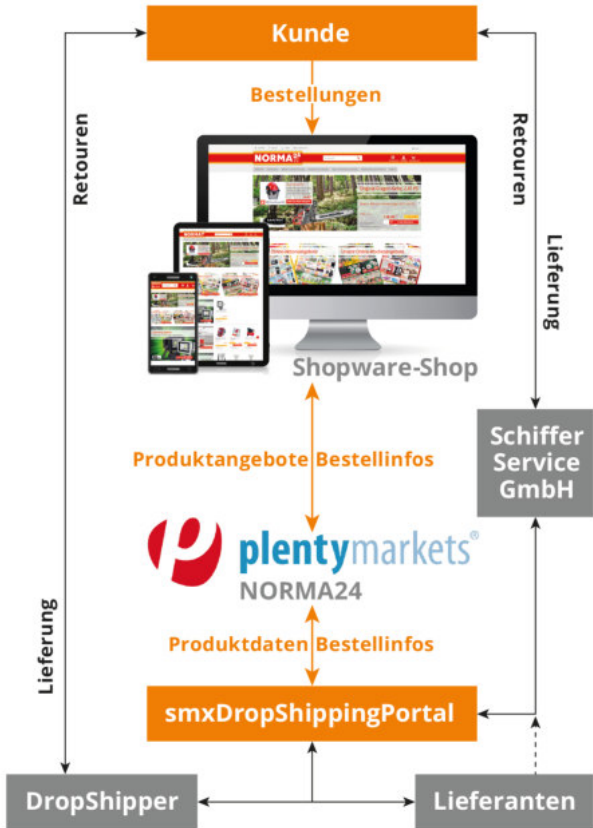 Kunde
Bestellungen
Retouren
Retouren
Lieferung
NORMA24
Shopware-Shop
Schiffer
Service
GmbH
Produktangebote Bestellinfos
plentymarkets®
NORMA24
Lieferung
Produktdaten Bestellinfos
smxDropShippingPortal
DropShipper
Lieferanten